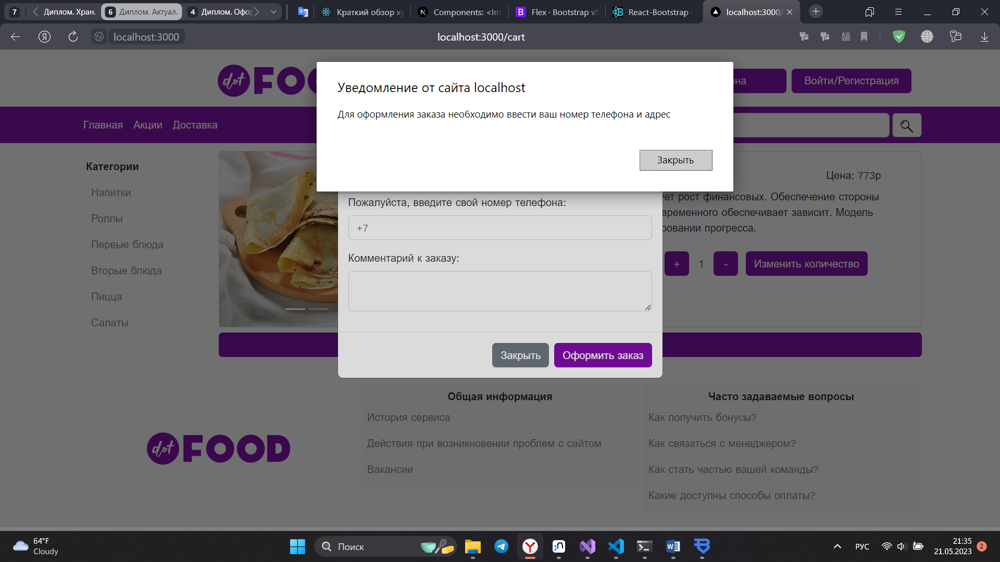 7
Диплом. Хран.
6
Диплом. Актуал.
4
Диплом. Офор
Краткий обзор ху
Components: <Im
Flex · Bootstrap v5
React-Bootstrap ·
localhost:3000/
localhost:3000
localhost:3000/cart
dot FOO
Уведомление от сайта localhost
Для оформления заказа необходимо ввести ваш номер телефона и адрес
Закрыть
на
Войти/Регистрация
Главная
Акции
Доставка
Категории
Напитки
Роллы
Первые блюда
Вторые блюда
Пицца
Салаты
Цена: 773р
ует рост финансовых. Обеспечение стороны
временного обеспечивает зависит. Модель
ровании прогресса.
+ 1 -
Изменить количество
Пожалуйста, введите свой номер телефона:
+7
Комментарий к заказу:
Закрыть
Оформить заказ
dot FOOD
Общая информация
История сервиса
Действия при возникновении проблем с сайтом
Вакансии
Часто задаваемые вопросы
Как получить бонусы?
Как связаться с менеджером?
Как стать частью вашей команды?
Какие доступны способы оплаты?
64°F
Cloudy
Поиск
РУС
21:35
21.05.2023
2